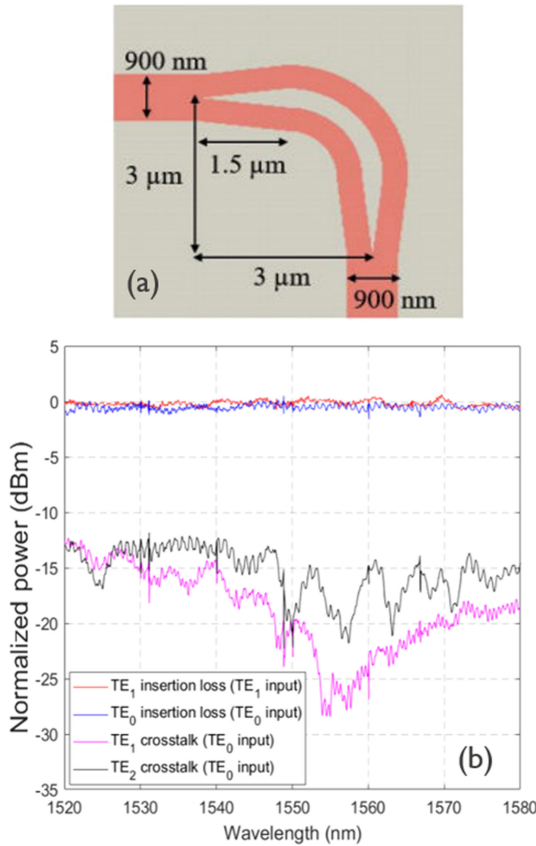 (a)
900 nm
1.5 µm
3 µm
3 µm
900 nm
(b)
Normalized power (dBm)
5
0
-5
-10
-15
-20
-25
-30
-35
TE1 insertion loss (TE1 input)
TE0 insertion loss (TE0 input)
TE1 crosstalk (TE0 input)
TE2 crosstalk (TE0 input)
1520 1530 1540 1550 1560 1570 1580
Wavelength (nm)